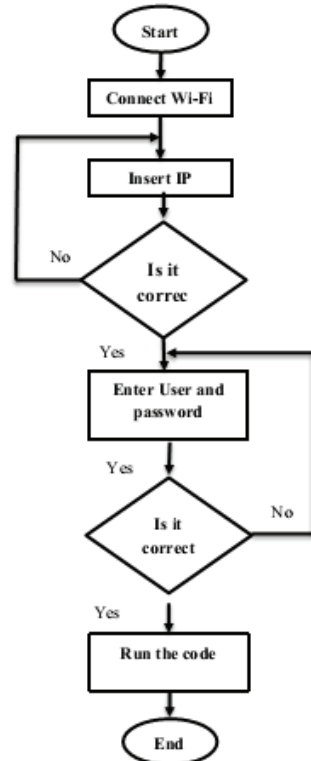 Start
Connect Wi-Fi
Insert IP
No
Is it
correc
Yes
Enter User and
password
Yes
Is it
correct
No
Yes
Run the code
End